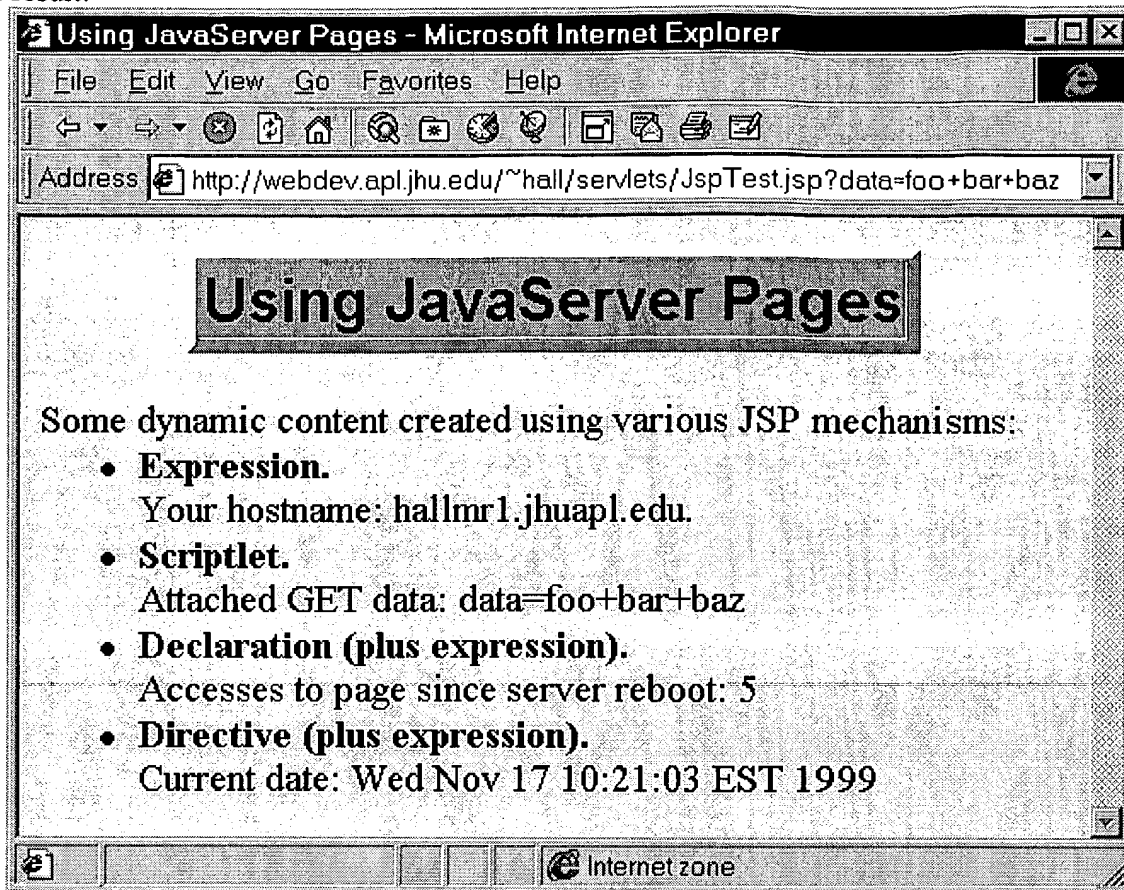 Using JavaServer Pages - Microsoft Internet Explorer
File Edit View Go Favorites Help
Address http://webdev.apl.jhu.edu/~hall/servlets/JspTest.jsp?data=foo+bar+baz
Using JavaServer Pages
Some dynamic content created using various JSP mechanisms:
• Expression.
Your hostname: hallmr1.jhuapl.edu.
• Scriptlet.
Attached GET data: data=foo+bar+baz
• Declaration (plus expression).
Accesses to page since server reboot: 5
• Directive (plus expression).
Current date: Wed Nov 17 10:21:03 EST 1999
Internet zone